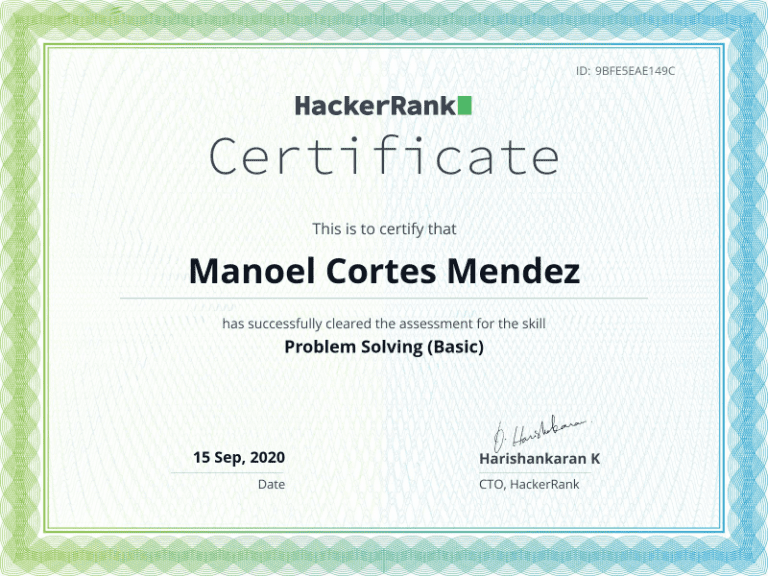 ID: 9BFE5EAE149C
HackerRank
Certificate
This is to certify that
Manoel Cortes Mendez
has successfully cleared the assessment for the skill
Problem Solving (Basic)
15 Sep, 2020
Date
Harishankaran K
CTO, HackerRank